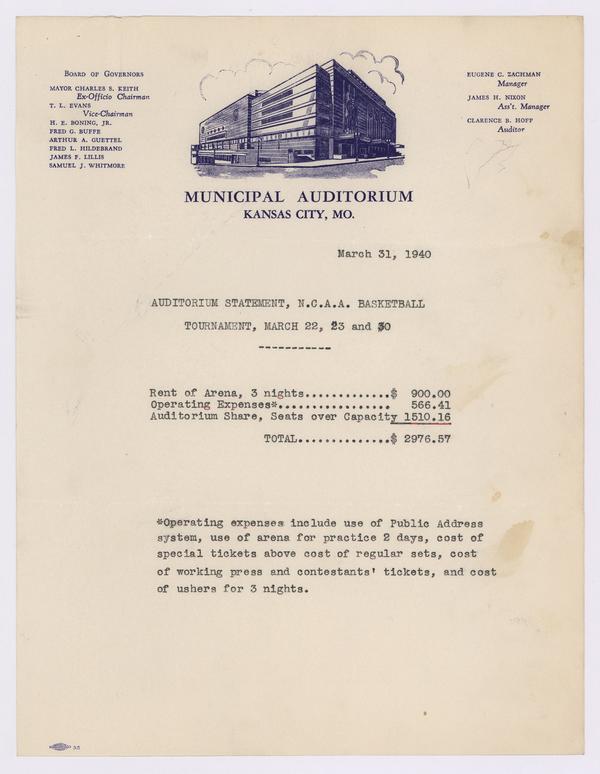 BOARD OF GOVERNORS
MAYOR CHARLES S. KEITH
Ex-Officio Chairman
T. L. EVANS
Vice-Chairman
H. E. BONING, JR.
FRED G. BUFFE
ARTHUR A. GUETTEL
FRED L. HILDEBRAND
JAMES F. LILLIS
SAMUEL J. WHITMORE
EUGENE C. ZACHMAN
Manager
JAMES H. NIXON
Ass't. Manager
CLARENCE B. HOFF
Auditor
MUNICIPAL AUDITORIUM
KANSAS CITY, MO.
March 31, 1940
AUDITORIUM STATEMENT, N.C.A.A. BASKETBALL
TOURNAMENT, MARCH 22, 23 and 30
-----------
Rent of Arena, 3 nights.............$ 900.00
Operating Expenses*................. 566.41
Auditorium Share, Seats over Capacity 1510.16
TOTAL..............$ 2976.57
*Operating expenses include use of Public Address
system, use of arena for practice 2 days, cost of
special tickets above cost of regular sets, cost
of working press and contestants' tickets, and cost
of ushers for 3 nights.